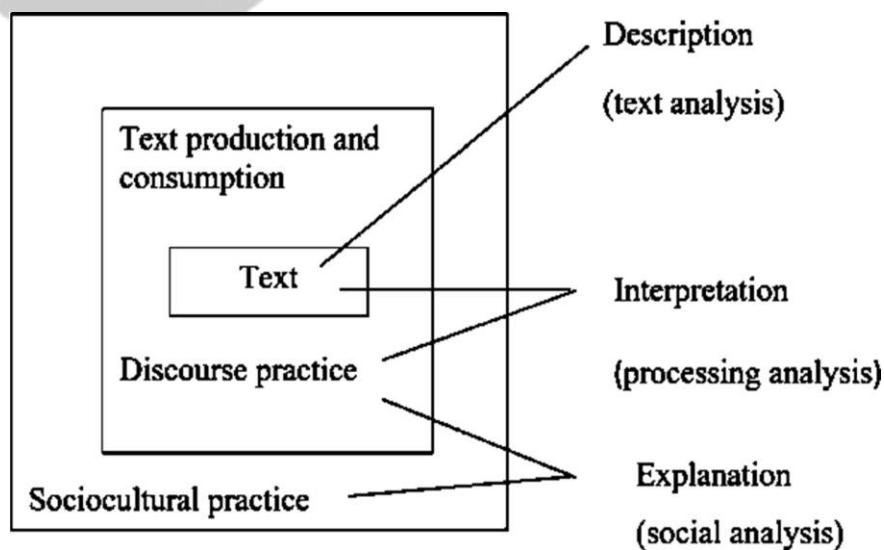 Description
(text analysis)
Text production and
consumption
Text
Interpretation
Discourse practice
(processing analysis)
Sociocultural practice
Explanation
(social analysis)